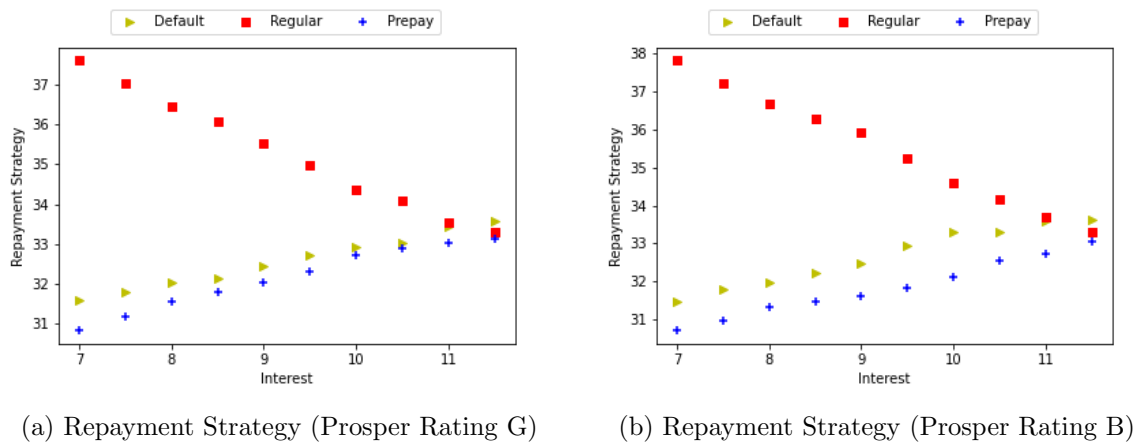 Default Regular Prepay
37
36
35
34
33
32
31
7 8 9 10 11
Repayment Strategy
Interest
(a) Repayment Strategy (Prosper Rating G)
Default Regular Prepay
38
37
36
35
34
33
32
31
7 8 9 10 11
Repayment Strategy
Interest
(b) Repayment Strategy (Prosper Rating B)